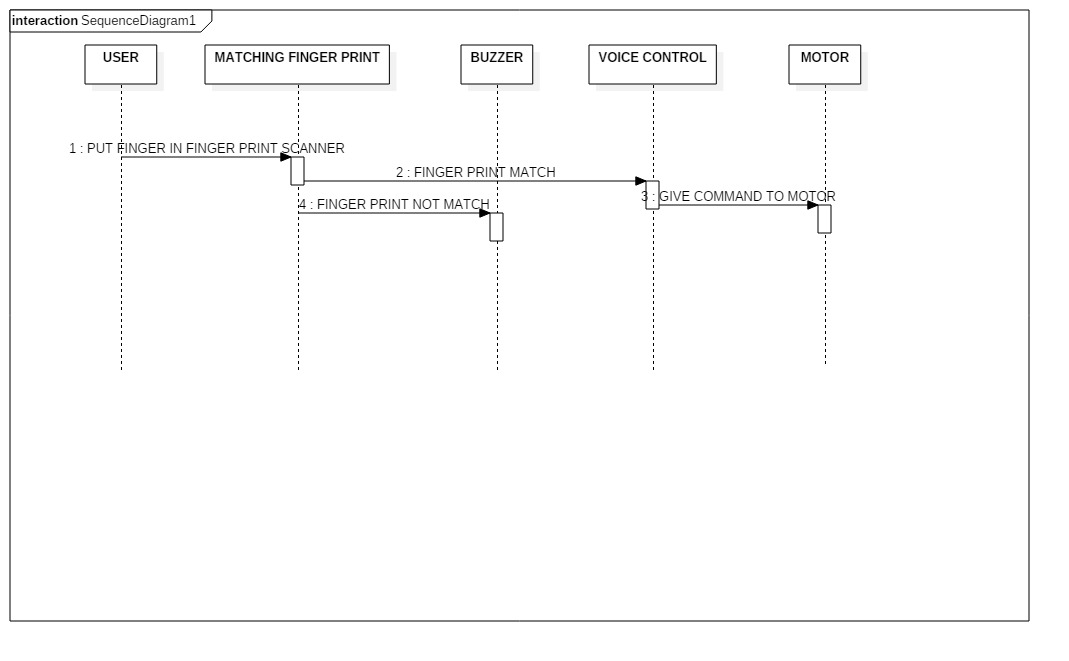 interaction SequenceDiagram1
USER
MATCHING FINGER PRINT
BUZZER
VOICE CONTROL
MOTOR
1 : PUT FINGER IN FINGER PRINT SCANNER
2 : FINGER PRINT MATCH
3 : GIVE COMMAND TO MOTOR
4 : FINGER PRINT NOT MATCH